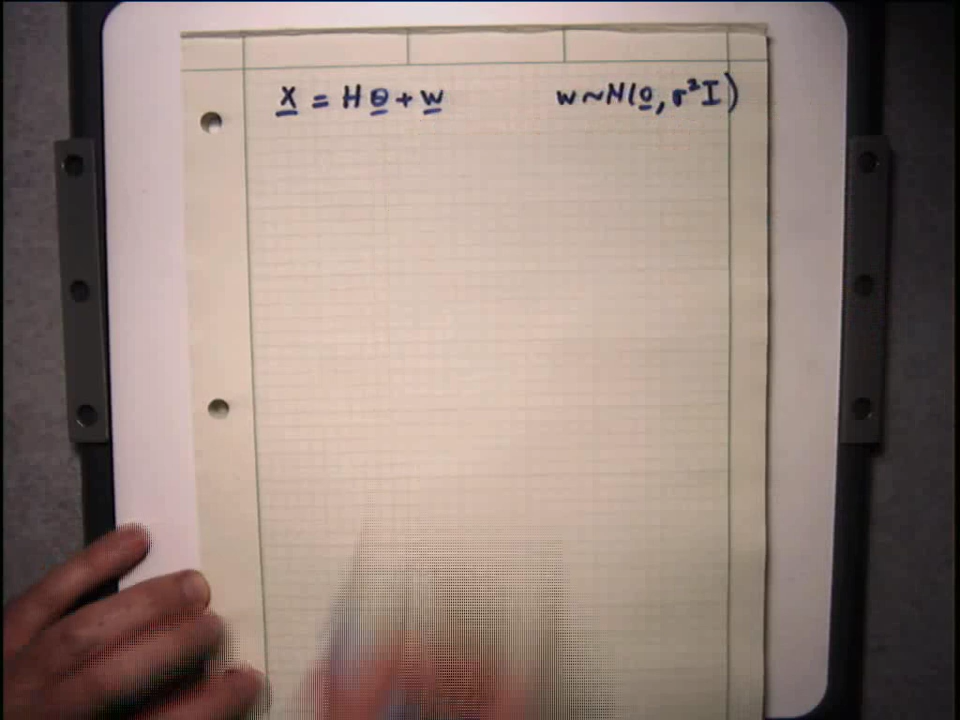 X = Hθ + w w ~ N(0, σ²I)